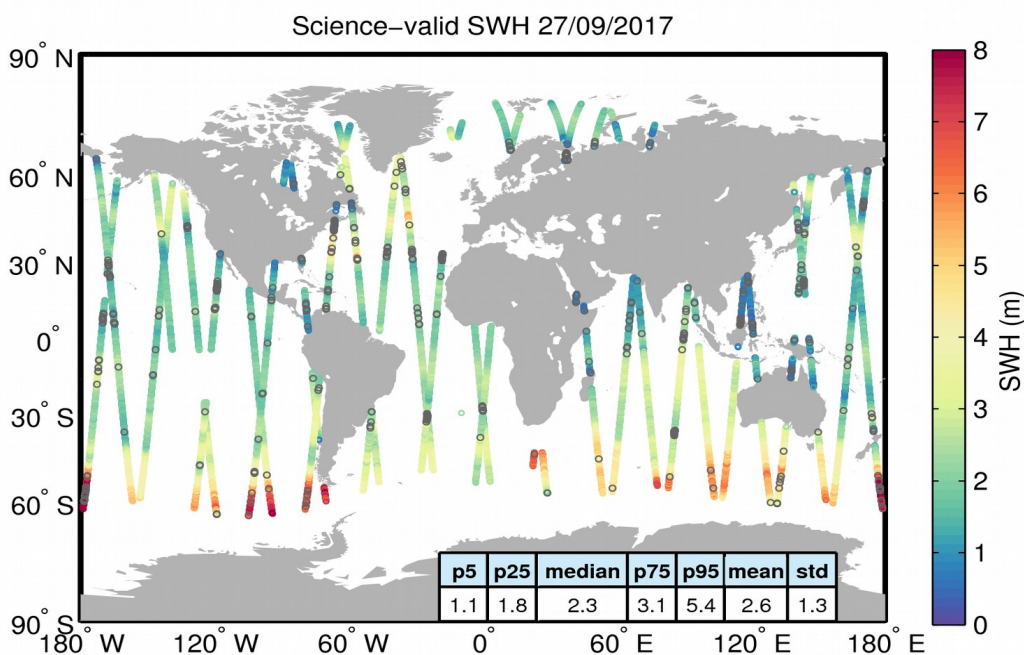 Science−valid SWH 27/09/2017
90° N
60° N
30° N
0°
30° S
60° S
90° S
180° W
120° W
60° W
0°
60° E
120° E
180° E
p5 p25 median p75 p95 mean std
1.1 1.8 2.3 3.1 5.4 2.6 1.3
8
7
6
5
4
3
2
1
0
SWH (m)